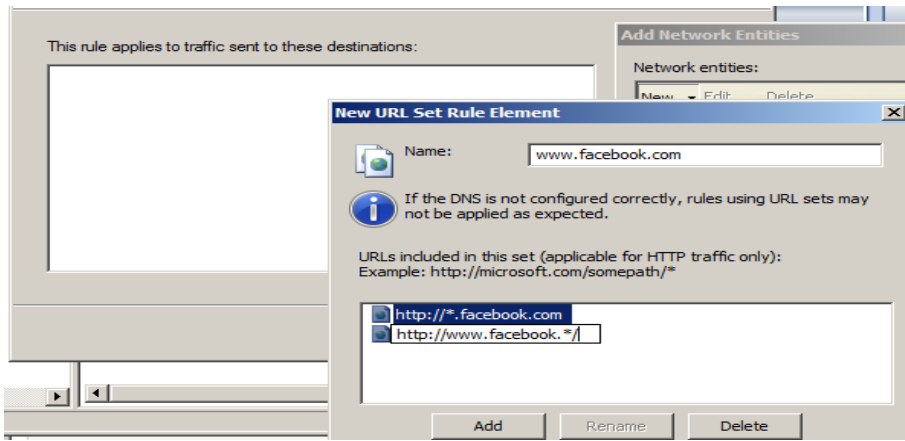 This rule applies to traffic sent to these destinations:
Add Network Entities
Network entities:
New Edit Delete
New URL Set Rule Element
Name: www.facebook.com
If the DNS is not configured correctly, rules using URL sets may
not be applied as expected.
URLs included in this set (applicable for HTTP traffic only):
Example: http://microsoft.com/somepath/*
http://*.facebook.com
http://www.facebook.*/
Add Rename Delete